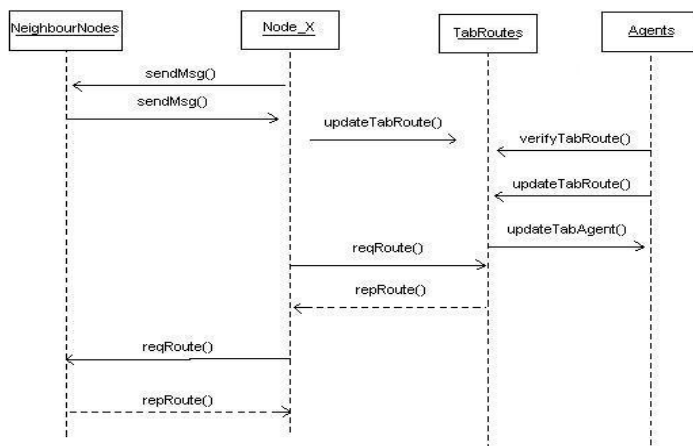 NeighbourNodes
Node_X
TabRoutes
Agents
sendMsg()
sendMsg()
updateTabRoute()
verifyTabRoute()
updateTabRoute()
updateTabAgent()
reqRoute()
repRoute()
reqRoute()
repRoute()